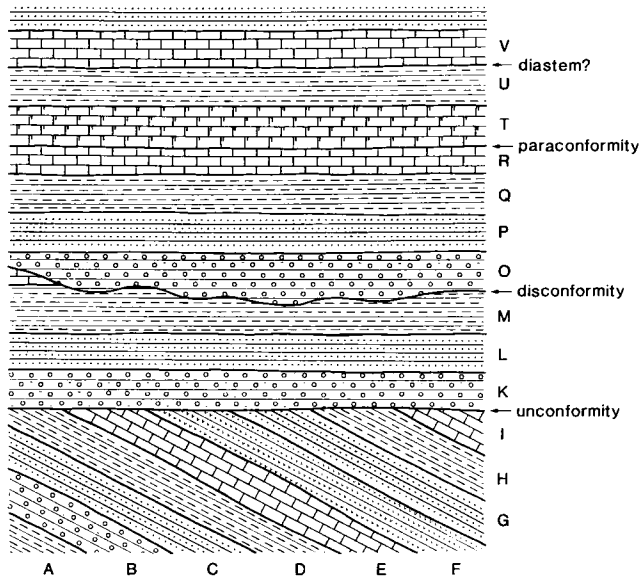 V
diastem?
U
T
paraconformity
R
Q
P
O
disconformity
M
L
K
unconformity
I
H
G
A B C D E F